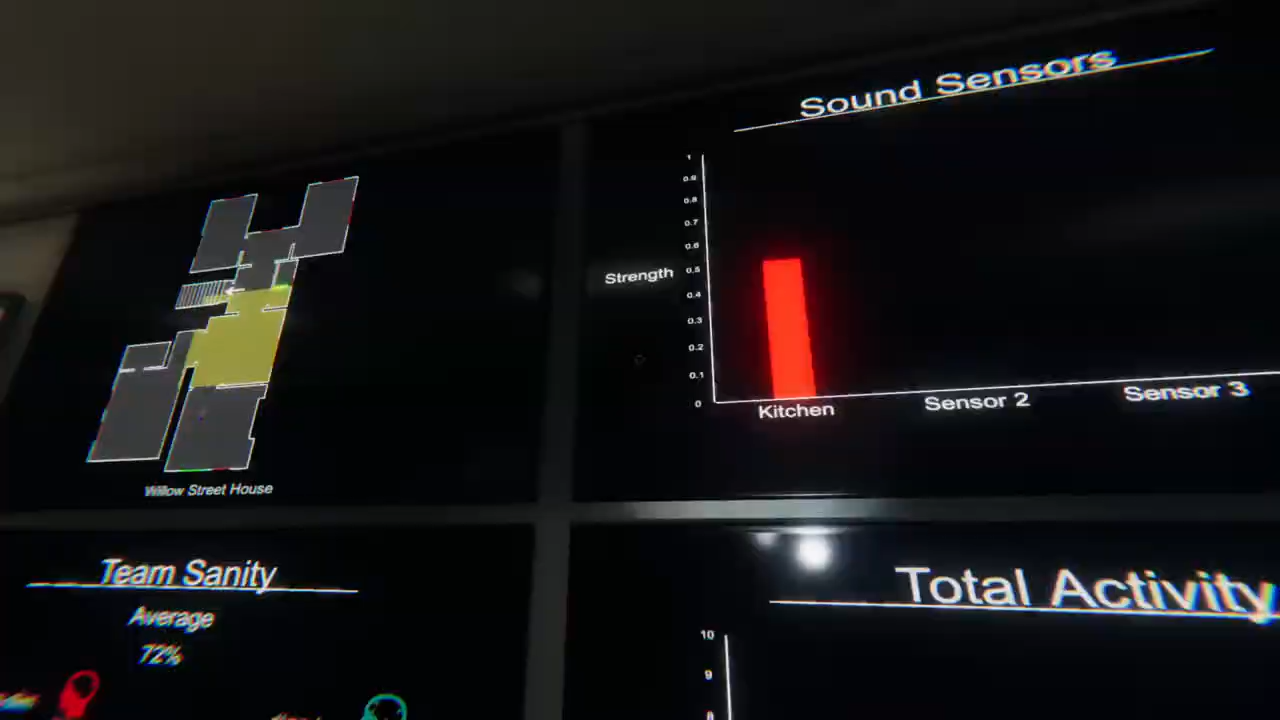 Sound Sensors
1
0.9
0.8
0.7
0.6
0.5
0.4
0.3
0.2
0.1
0
Strength
Kitchen
Sensor 2
Sensor 3
Willow Street House
Team Sanity
Average
72%
Total Activity
10
9
8